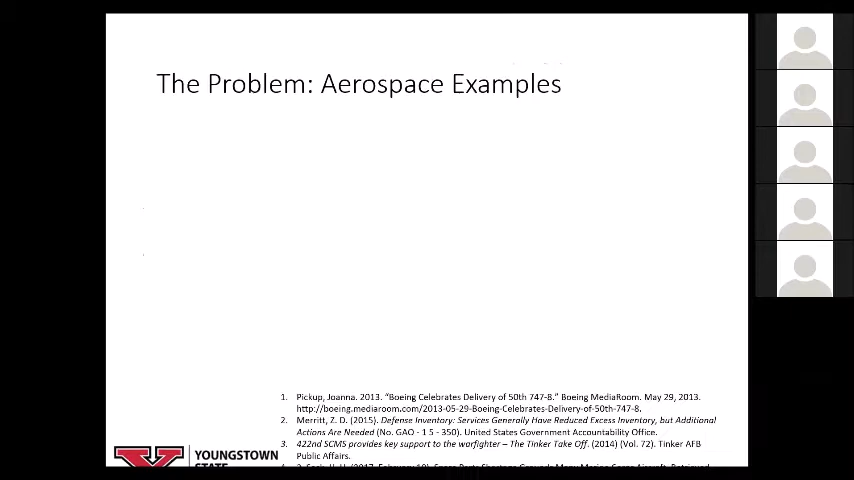 The Problem: Aerospace Examples
1. Pickup, Joanna. 2013. “Boeing Celebrates Delivery of 50th 747-8.” Boeing MediaRoom. May 29, 2013.
http://boeing.mediaroom.com/2013-05-29-Boeing-Celebrates-Delivery-of-50th-747-8.
2. Merritt, Z. D. (2015). Defense Inventory: Services Generally Have Reduced Excess Inventory, but Additional
Actions Are Needed (No. GAO - 1 5 - 350). United States Government Accountability Office.
3. 422nd SCMS provides key support to the warfighter – The Tinker Take Off. (2014) (Vol. 72). Tinker AFB
Public Affairs.
YOUNGSTOWN
STATE